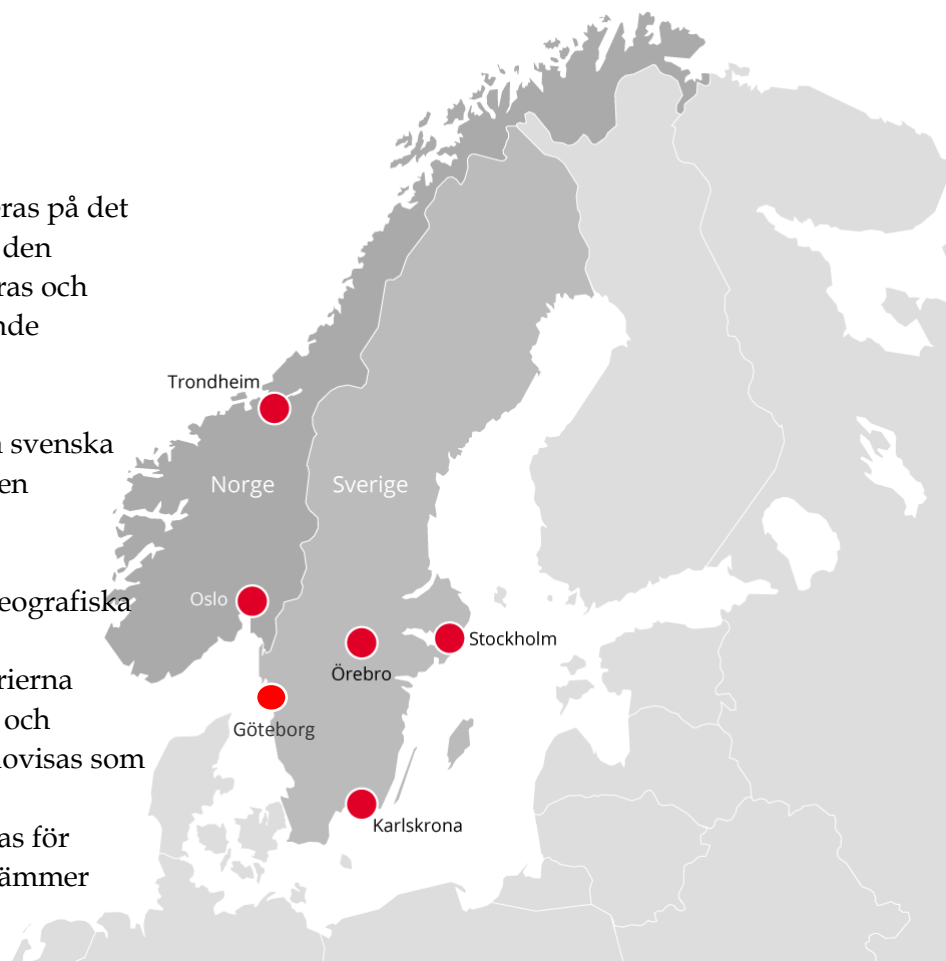 ras på det
den
ras och
nde
Trondheim
svenska
en
Norge
Sverige
eografiska
Oslo
Stockholm
Örebro
rierna
och
Göteborg
lovisas som
as för
Karlskrona
ämmer